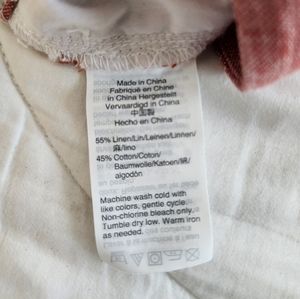 Made in China
Fabriqué en Chine
in China Hergestellt
Vervaardigd in China
中国製
Hecho en China
55% Linen/Lin/Leinen/Linnen/
麻/lino
45% Cotton/Coton/
Baumwolle/Katoen/綿/
algodón
Machine wash cold with
like colors, gentle cycle.
Non-chlorine bleach only.
Tumble dry low. Warm iron
as needed.